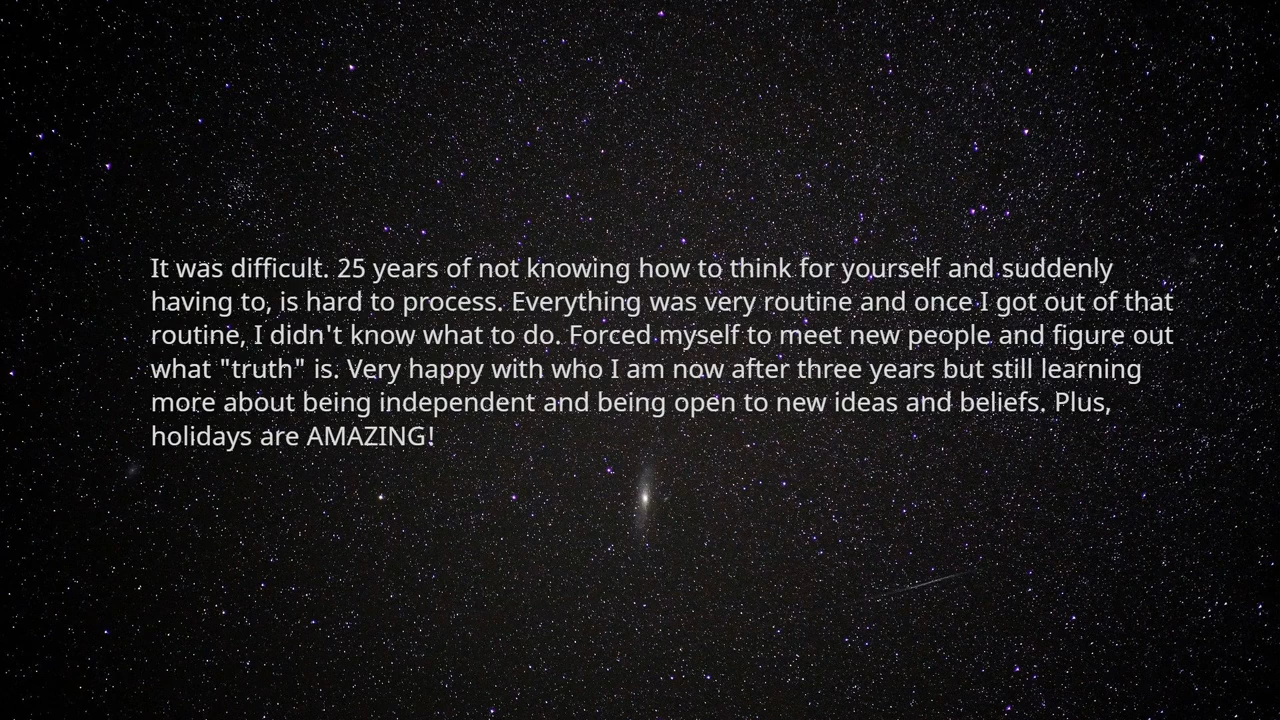 It was difficult. 25 years of not knowing how to think for yourself and suddenly
having to, is hard to process. Everything was very routine and once I got out of that
routine, I didn't know what to do. Forced myself to meet new people and figure out
what "truth" is. Very happy with who I am now after three years but still learning
more about being independent and being open to new ideas and beliefs. Plus,
holidays are AMAZING!